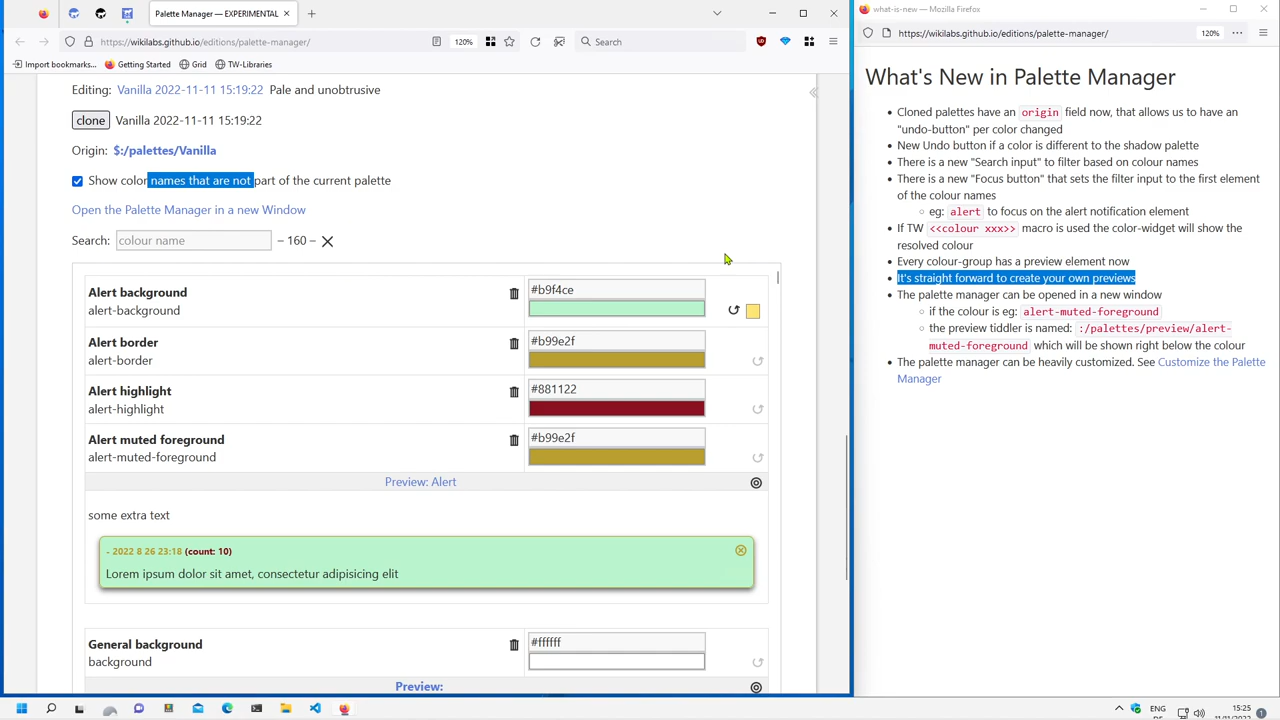 Palette Manager — EXPERIMENTAL
https://wikilabs.github.io/editions/palette-manager/
120%
Search
Import bookmarks...
Getting Started
Grid
TW-Libraries
Editing: Vanilla 2022-11-11 15:19:22 Pale and unobtrusive
clone Vanilla 2022-11-11 15:19:22
Origin: $:/palettes/Vanilla
Show color names that are not part of the current palette
Open the Palette Manager in a new Window
Search: colour name – 160 –
Alert background
alert-background
#b9f4ce
Alert border
alert-border
#b99e2f
Alert highlight
alert-highlight
#881122
Alert muted foreground
alert-muted-foreground
#b99e2f
Preview: Alert
some extra text
- 2022 8 26 23:18 (count: 10)
Lorem ipsum dolor sit amet, consectetur adipisicing elit
General background
background
#ffffff
Preview:
what-is-new — Mozilla Firefox
https://wikilabs.github.io/editions/palette-manager/
120%
What's New in Palette Manager
Cloned palettes have an origin field now, that allows us to have an
"undo-button" per color changed
New Undo button if a color is different to the shadow palette
There is a new "Search input" to filter based on colour names
There is a new "Focus button" that sets the filter input to the first element
of the colour names
eg: alert to focus on the alert notification element
If TW <<colour xxx>> macro is used the color-widget will show the
resolved colour
Every colour-group has a preview element now
It's straight forward to create your own previews
The palette manager can be opened in a new window
if the colour is eg: alert-muted-foreground
the preview tiddler is named: :/palettes/preview/alert-
muted-foreground which will be shown right below the colour
The palette manager can be heavily customized. See Customize the Palette
Manager
ENG
15:25
11/11/2022